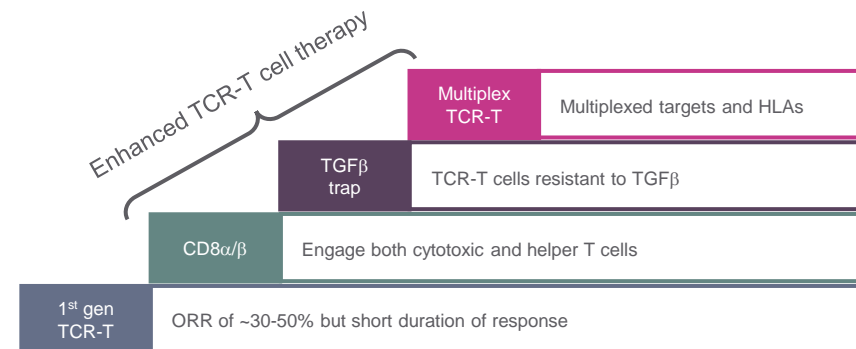 Enhanced TCR-T cell therapy
Multiplex
TCR-T
Multiplexed targets and HLAs
TGFβ
trap
TCR-T cells resistant to TGFβ
CD8α/β
Engage both cytotoxic and helper T cells
1st gen
TCR-T
ORR of ~30-50% but short duration of response